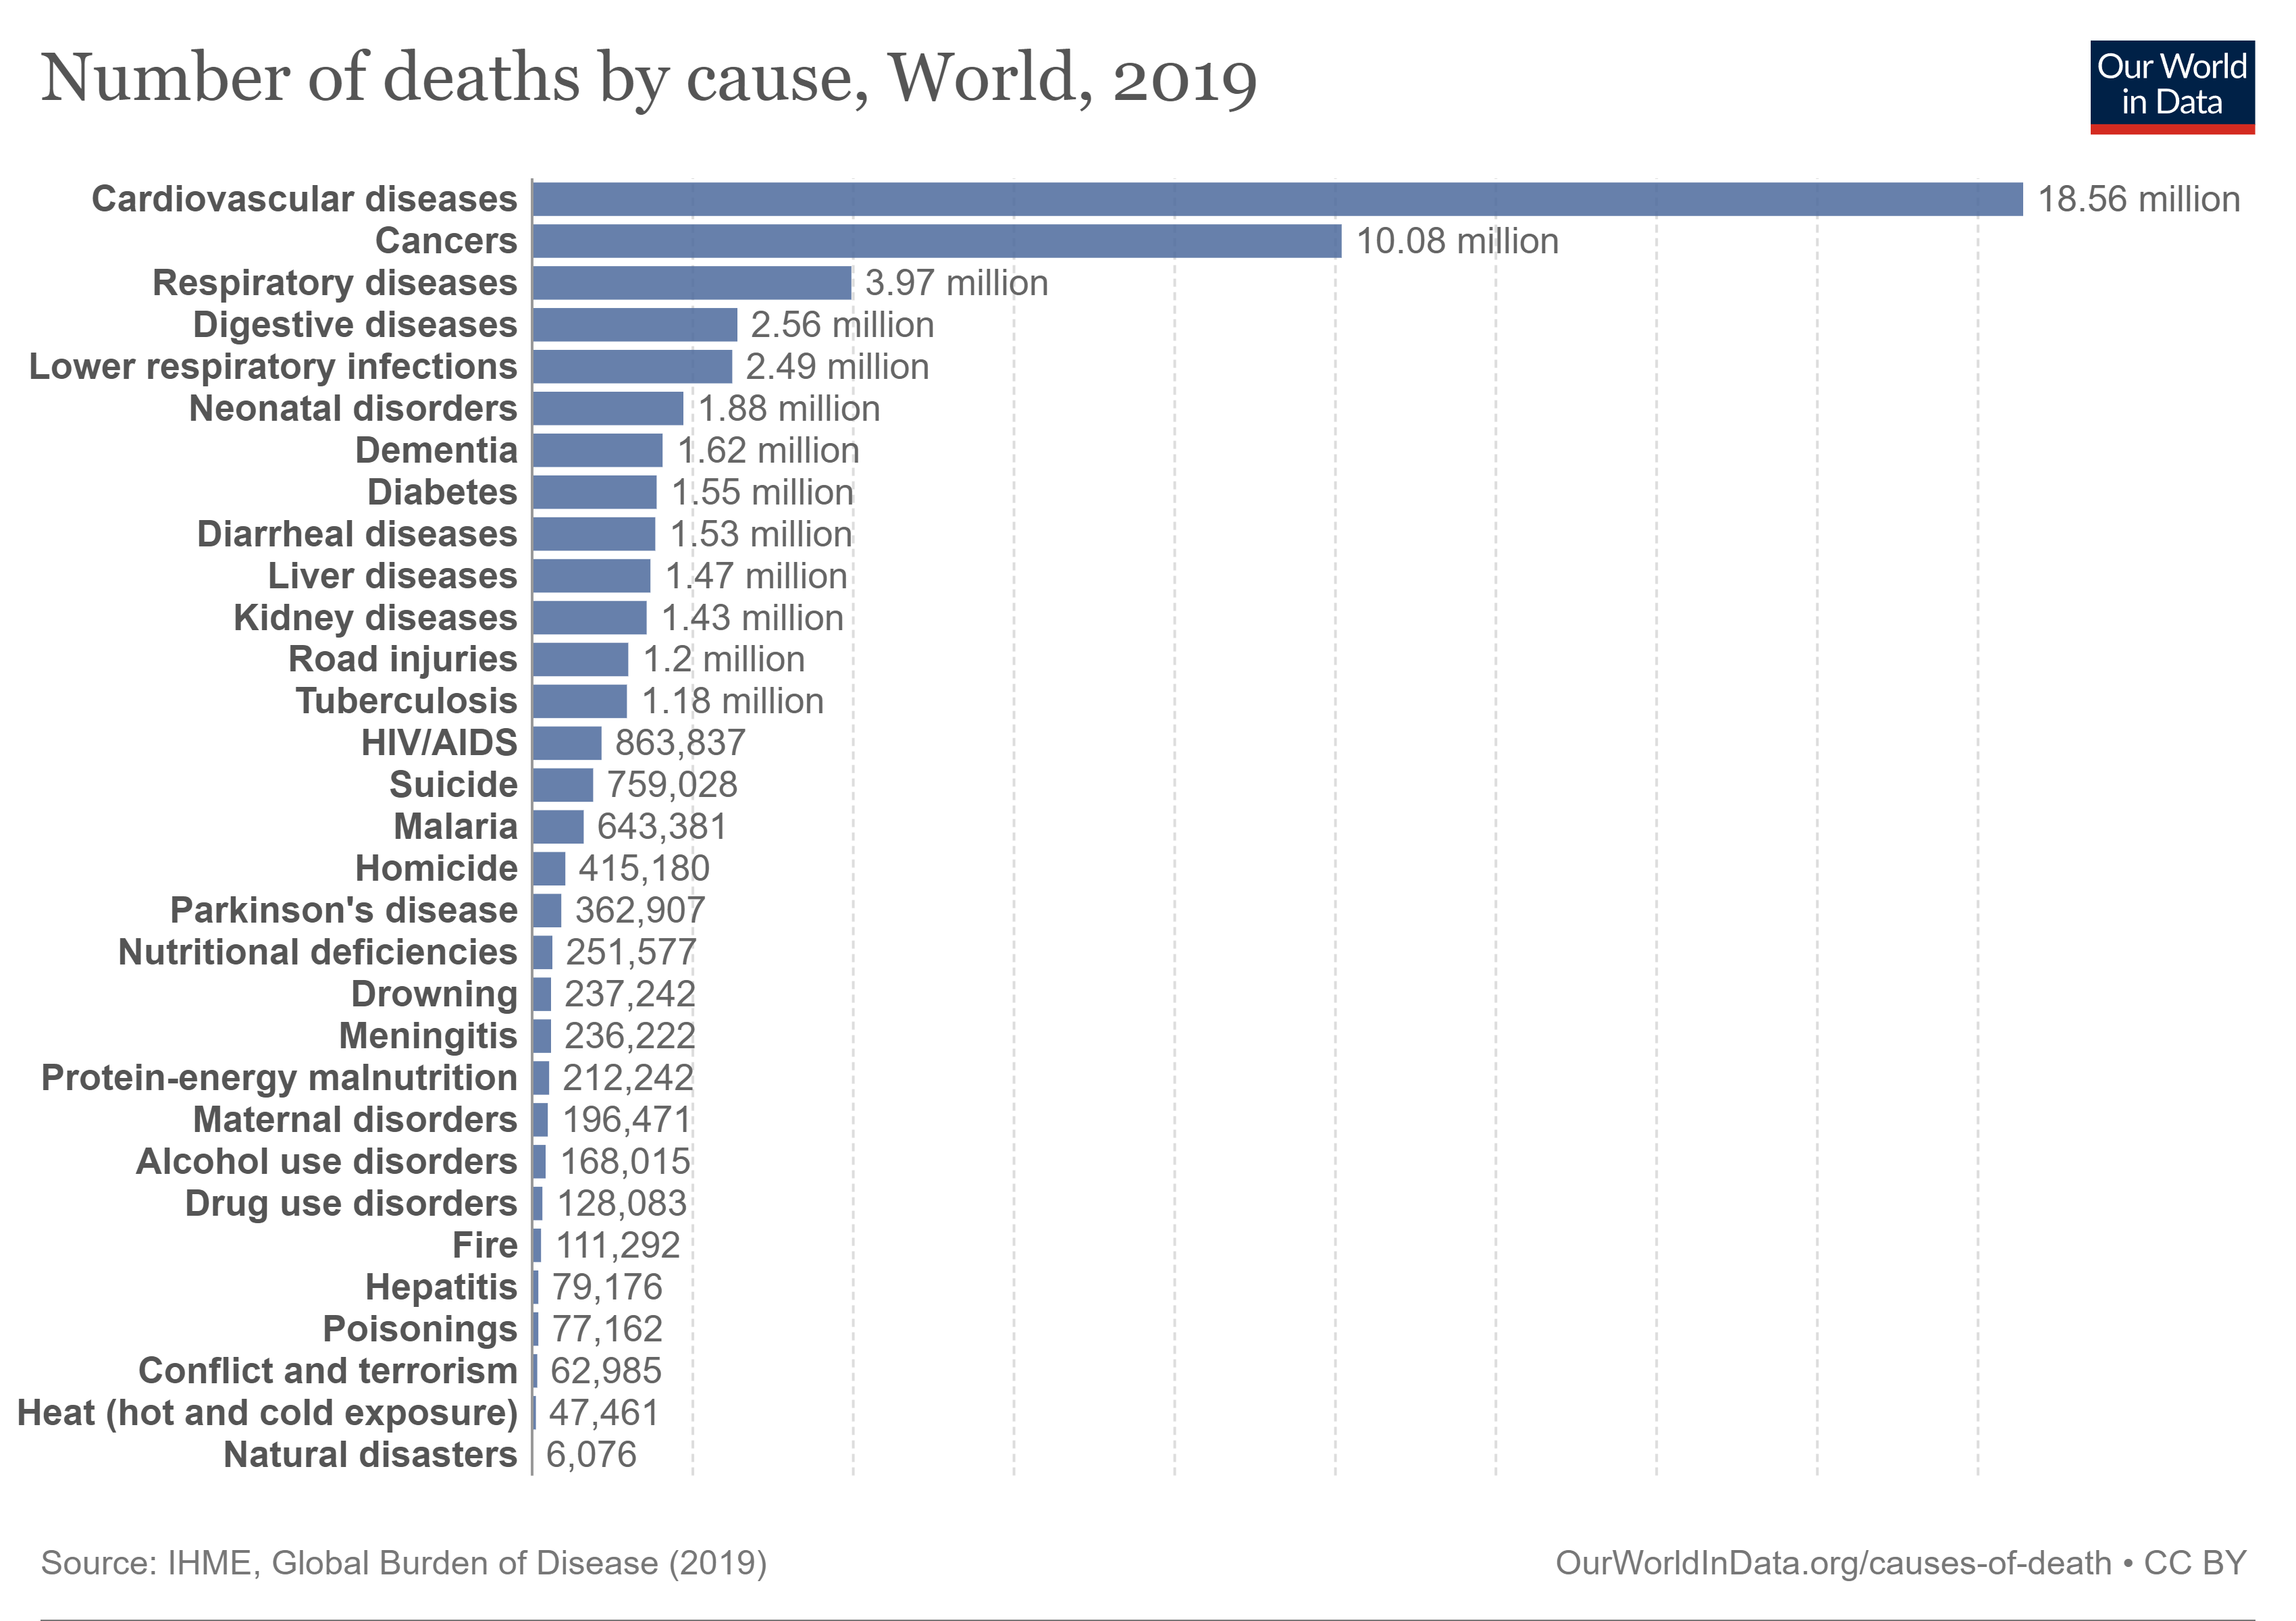 Number of deaths by cause, World, 2019
Our World
in Data
Cardiovascular diseases 18.56 million
Cancers 10.08 million
Respiratory diseases 3.97 million
Digestive diseases 2.56 million
Lower respiratory infections 2.49 million
Neonatal disorders 1.88 million
Dementia 1.62 million
Diabetes 1.55 million
Diarrheal diseases 1.53 million
Liver diseases 1.47 million
Kidney diseases 1.43 million
Road injuries 1.2 million
Tuberculosis 1.18 million
HIV/AIDS 863,837
Suicide 759,028
Malaria 643,381
Homicide 415,180
Parkinson's disease 362,907
Nutritional deficiencies 251,577
Drowning 237,242
Meningitis 236,222
Protein-energy malnutrition 212,242
Maternal disorders 196,471
Alcohol use disorders 168,015
Drug use disorders 128,083
Fire 111,292
Hepatitis 79,176
Poisonings 77,162
Conflict and terrorism 62,985
Heat (hot and cold exposure) 47,461
Natural disasters 6,076
Source: IHME, Global Burden of Disease (2019)
OurWorldInData.org/causes-of-death • CC BY